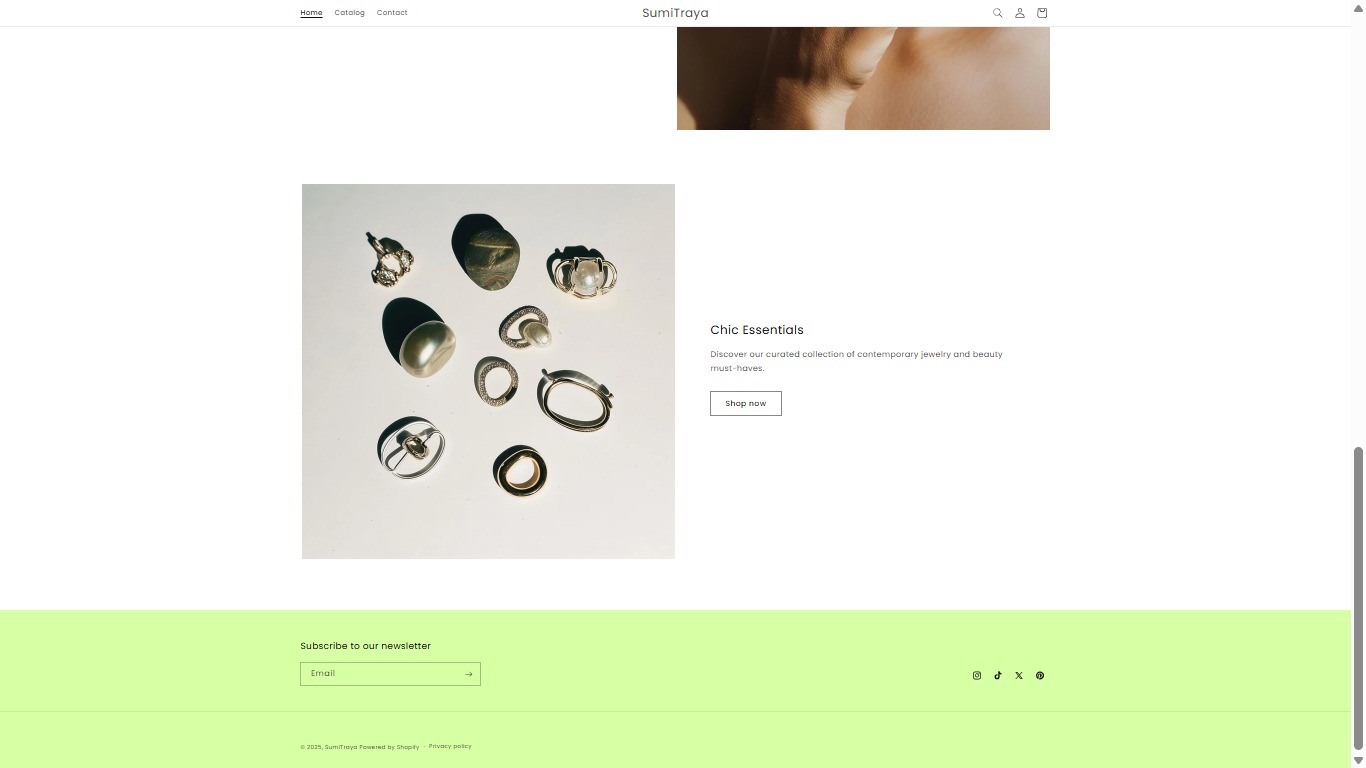 Home Catalog Contact SumiTraya
Chic Essentials
Discover our curated collection of contemporary jewelry and beauty
must-haves.
Shop now
Subscribe to our newsletter
Email →
© 2025, SumiTraya Powered by Shopify · Privacy policy